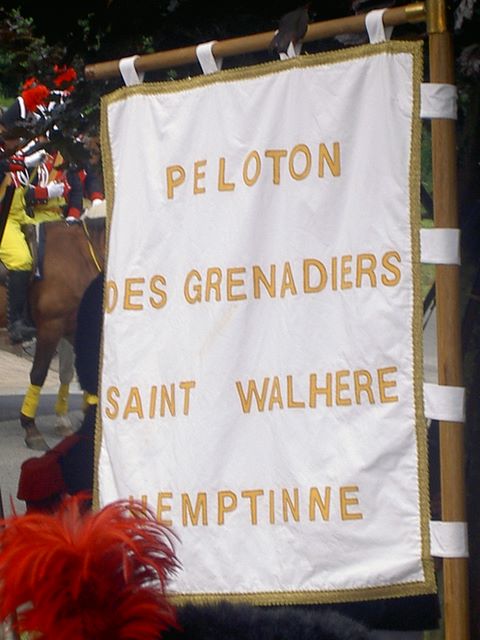 PELOTON
DES GRENADIERS
SAINT WALHERE
HEMPTINNE